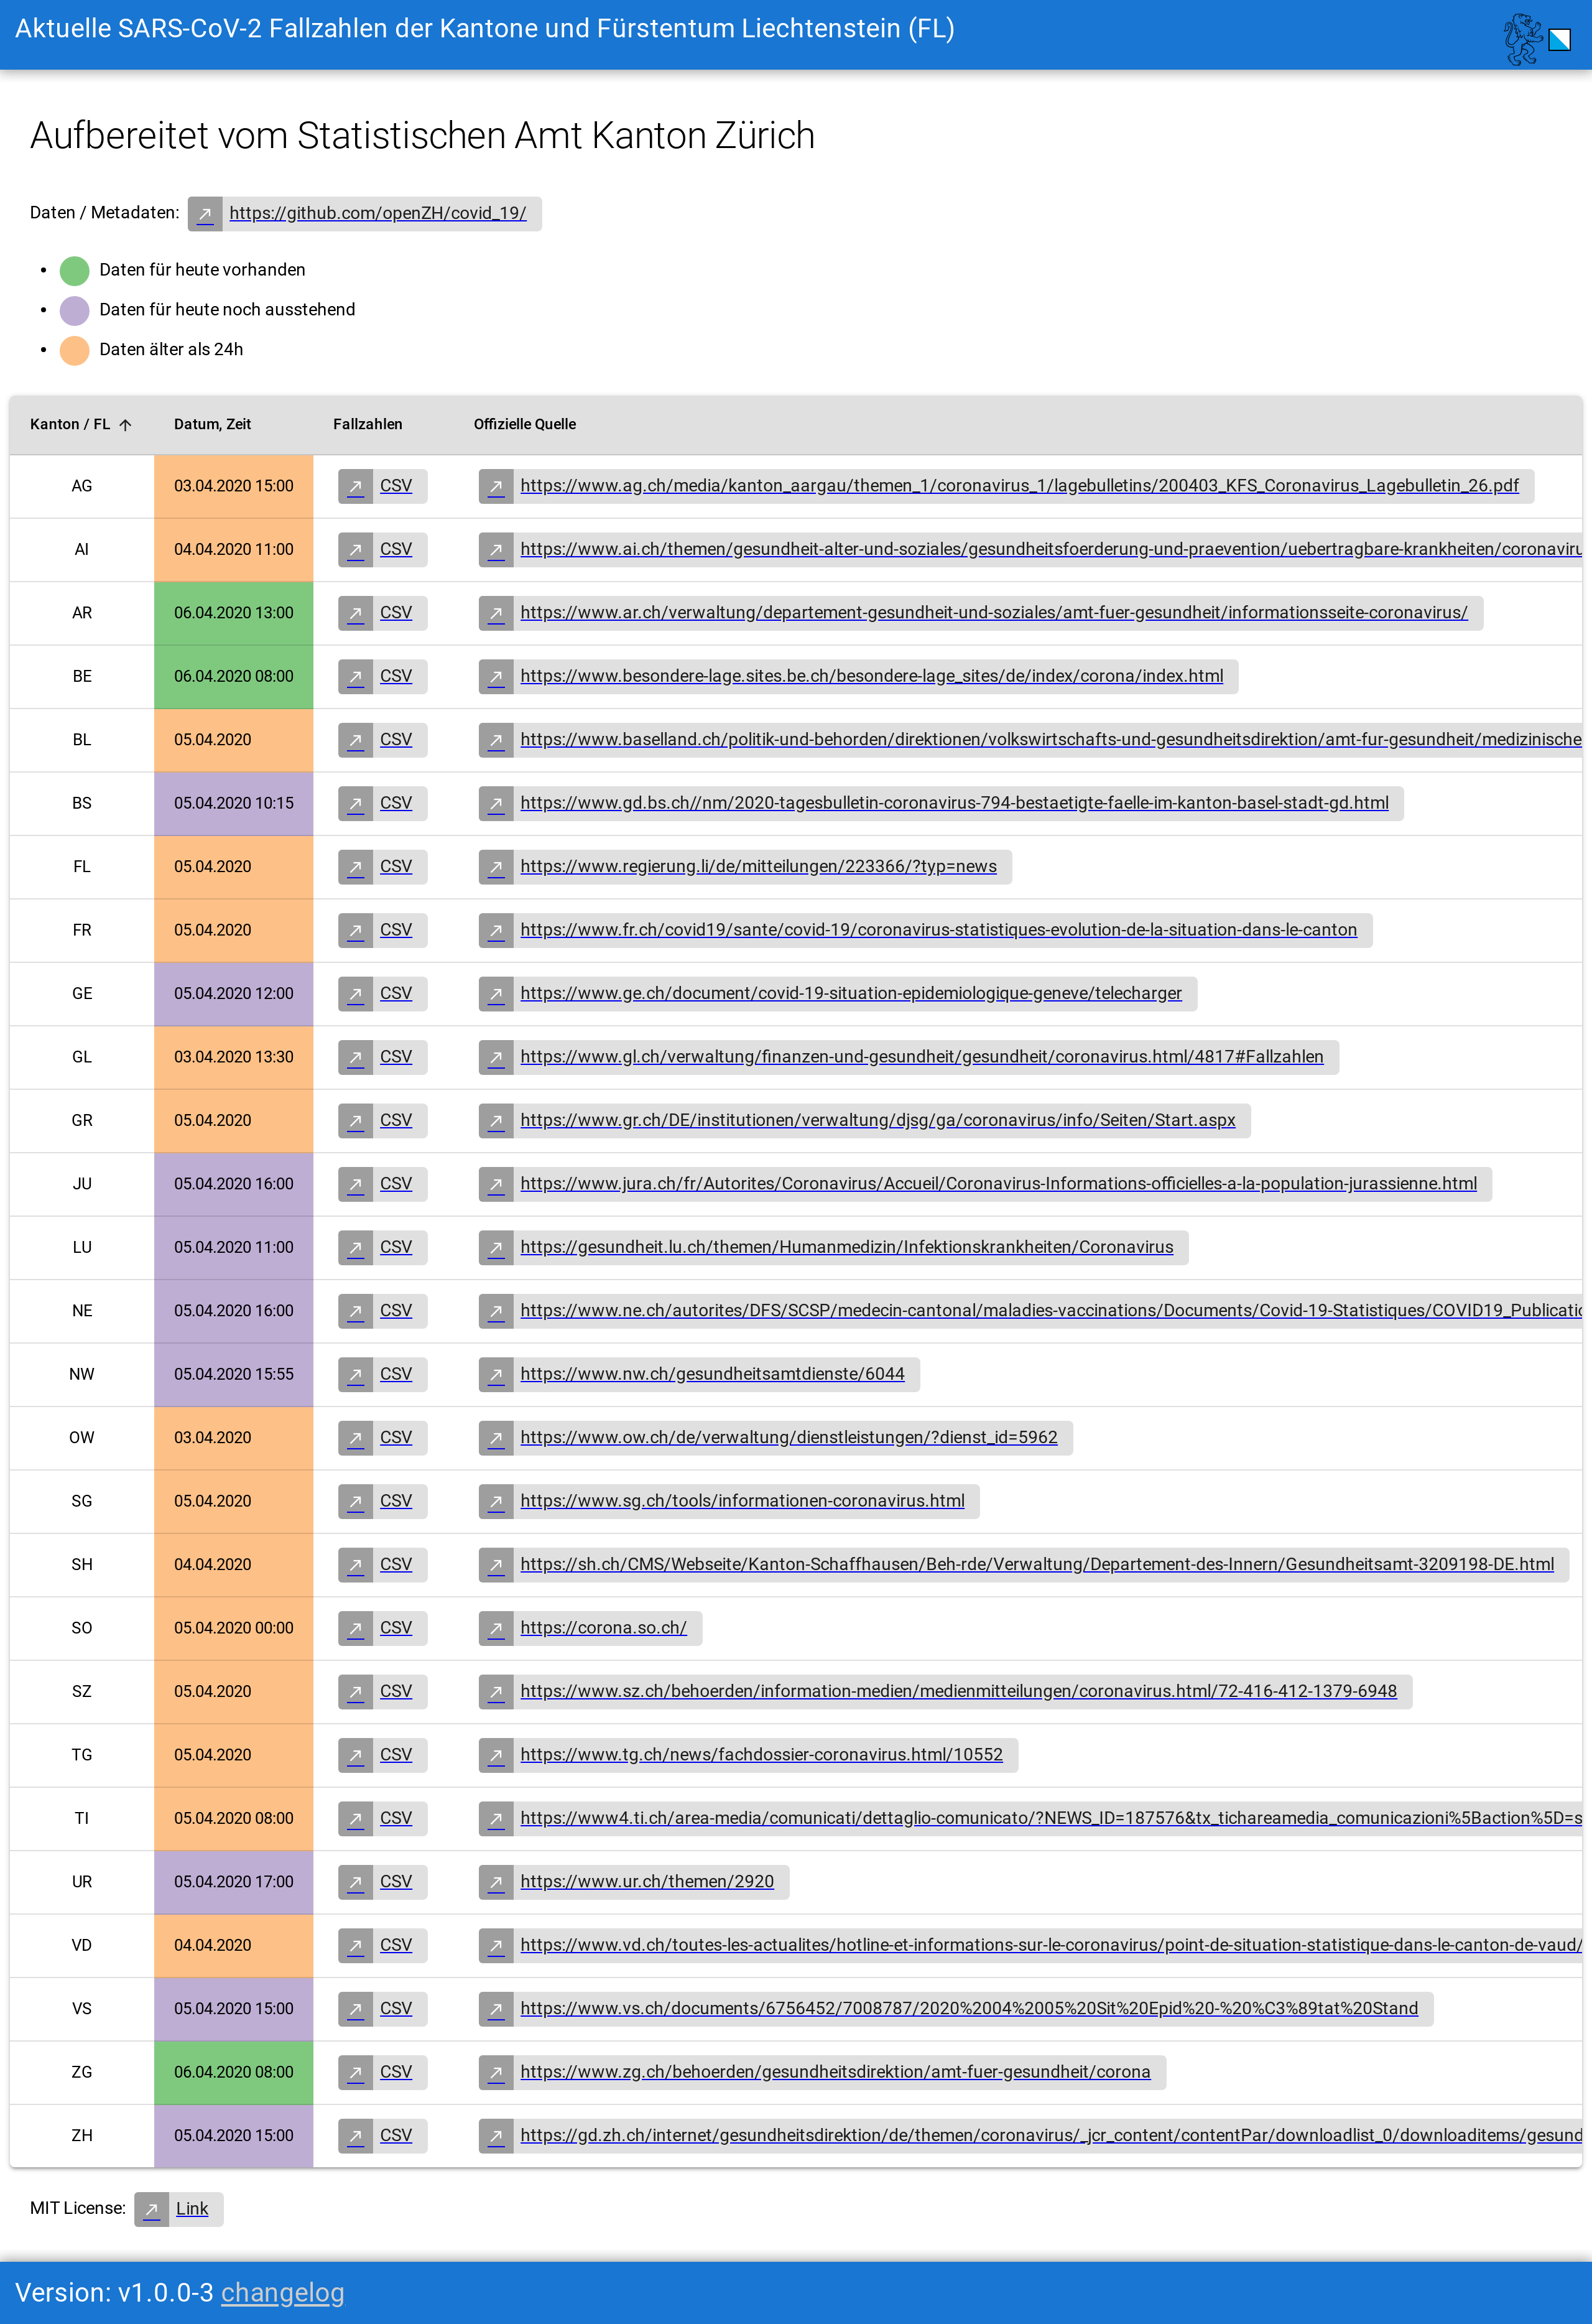 Aktuelle SARS-CoV-2 Fallzahlen der Kantone und Fürstentum Liechtenstein (FL)
Aufbereitet vom Statistischen Amt Kanton Zürich
Daten / Metadaten: https://github.com/openZH/covid_19/
Daten für heute vorhanden
Daten für heute noch ausstehend
Daten älter als 24h
Kanton / FL Datum, Zeit Fallzahlen Offizielle Quelle
AG 03.04.2020 15:00 CSV https://www.ag.ch/media/kanton_aargau/themen_1/coronavirus_1/lagebulletins/200403_KFS_Coronavirus_Lagebulletin_26.pdf
AI 04.04.2020 11:00 CSV https://www.ai.ch/themen/gesundheit-alter-und-soziales/gesundheitsfoerderung-und-praevention/uebertragbare-krankheiten/coronaviru
AR 06.04.2020 13:00 CSV https://www.ar.ch/verwaltung/departement-gesundheit-und-soziales/amt-fuer-gesundheit/informationsseite-coronavirus/
BE 06.04.2020 08:00 CSV https://www.besondere-lage.sites.be.ch/besondere-lage_sites/de/index/corona/index.html
BL 05.04.2020 CSV https://www.baselland.ch/politik-und-behorden/direktionen/volkswirtschafts-und-gesundheitsdirektion/amt-fur-gesundheit/medizinische
BS 05.04.2020 10:15 CSV https://www.gd.bs.ch//nm/2020-tagesbulletin-coronavirus-794-bestaetigte-faelle-im-kanton-basel-stadt-gd.html
FL 05.04.2020 CSV https://www.regierung.li/de/mitteilungen/223366/?typ=news
FR 05.04.2020 CSV https://www.fr.ch/covid19/sante/covid-19/coronavirus-statistiques-evolution-de-la-situation-dans-le-canton
GE 05.04.2020 12:00 CSV https://www.ge.ch/document/covid-19-situation-epidemiologique-geneve/telecharger
GL 03.04.2020 13:30 CSV https://www.gl.ch/verwaltung/finanzen-und-gesundheit/gesundheit/coronavirus.html/4817#Fallzahlen
GR 05.04.2020 CSV https://www.gr.ch/DE/institutionen/verwaltung/djsg/ga/coronavirus/info/Seiten/Start.aspx
JU 05.04.2020 16:00 CSV https://www.jura.ch/fr/Autorites/Coronavirus/Accueil/Coronavirus-Informations-officielles-a-la-population-jurassienne.html
LU 05.04.2020 11:00 CSV https://gesundheit.lu.ch/themen/Humanmedizin/Infektionskrankheiten/Coronavirus
NE 05.04.2020 16:00 CSV https://www.ne.ch/autorites/DFS/SCSP/medecin-cantonal/maladies-vaccinations/Documents/Covid-19-Statistiques/COVID19_Publicatio
NW 05.04.2020 15:55 CSV https://www.nw.ch/gesundheitsamtdienste/6044
OW 03.04.2020 CSV https://www.ow.ch/de/verwaltung/dienstleistungen/?dienst_id=5962
SG 05.04.2020 CSV https://www.sg.ch/tools/informationen-coronavirus.html
SH 04.04.2020 CSV https://sh.ch/CMS/Webseite/Kanton-Schaffhausen/Beh-rde/Verwaltung/Departement-des-Innern/Gesundheitsamt-3209198-DE.html
SO 05.04.2020 00:00 CSV https://corona.so.ch/
SZ 05.04.2020 CSV https://www.sz.ch/behoerden/information-medien/medienmitteilungen/coronavirus.html/72-416-412-1379-6948
TG 05.04.2020 CSV https://www.tg.ch/news/fachdossier-coronavirus.html/10552
TI 05.04.2020 08:00 CSV https://www4.ti.ch/area-media/comunicati/dettaglio-comunicato/?NEWS_ID=187576&tx_tichareamedia_comunicazioni%5Baction%5D=s
UR 05.04.2020 17:00 CSV https://www.ur.ch/themen/2920
VD 04.04.2020 CSV https://www.vd.ch/toutes-les-actualites/hotline-et-informations-sur-le-coronavirus/point-de-situation-statistique-dans-le-canton-de-vaud/
VS 05.04.2020 15:00 CSV https://www.vs.ch/documents/6756452/7008787/2020%2004%2005%20Sit%20Epid%20-%20%C3%89tat%20Stand
ZG 06.04.2020 08:00 CSV https://www.zg.ch/behoerden/gesundheitsdirektion/amt-fuer-gesundheit/corona
ZH 05.04.2020 15:00 CSV https://gd.zh.ch/internet/gesundheitsdirektion/de/themen/coronavirus/_jcr_content/contentPar/downloadlist_0/downloaditems/gesund
MIT License: Link
Version: v1.0.0-3 changelog